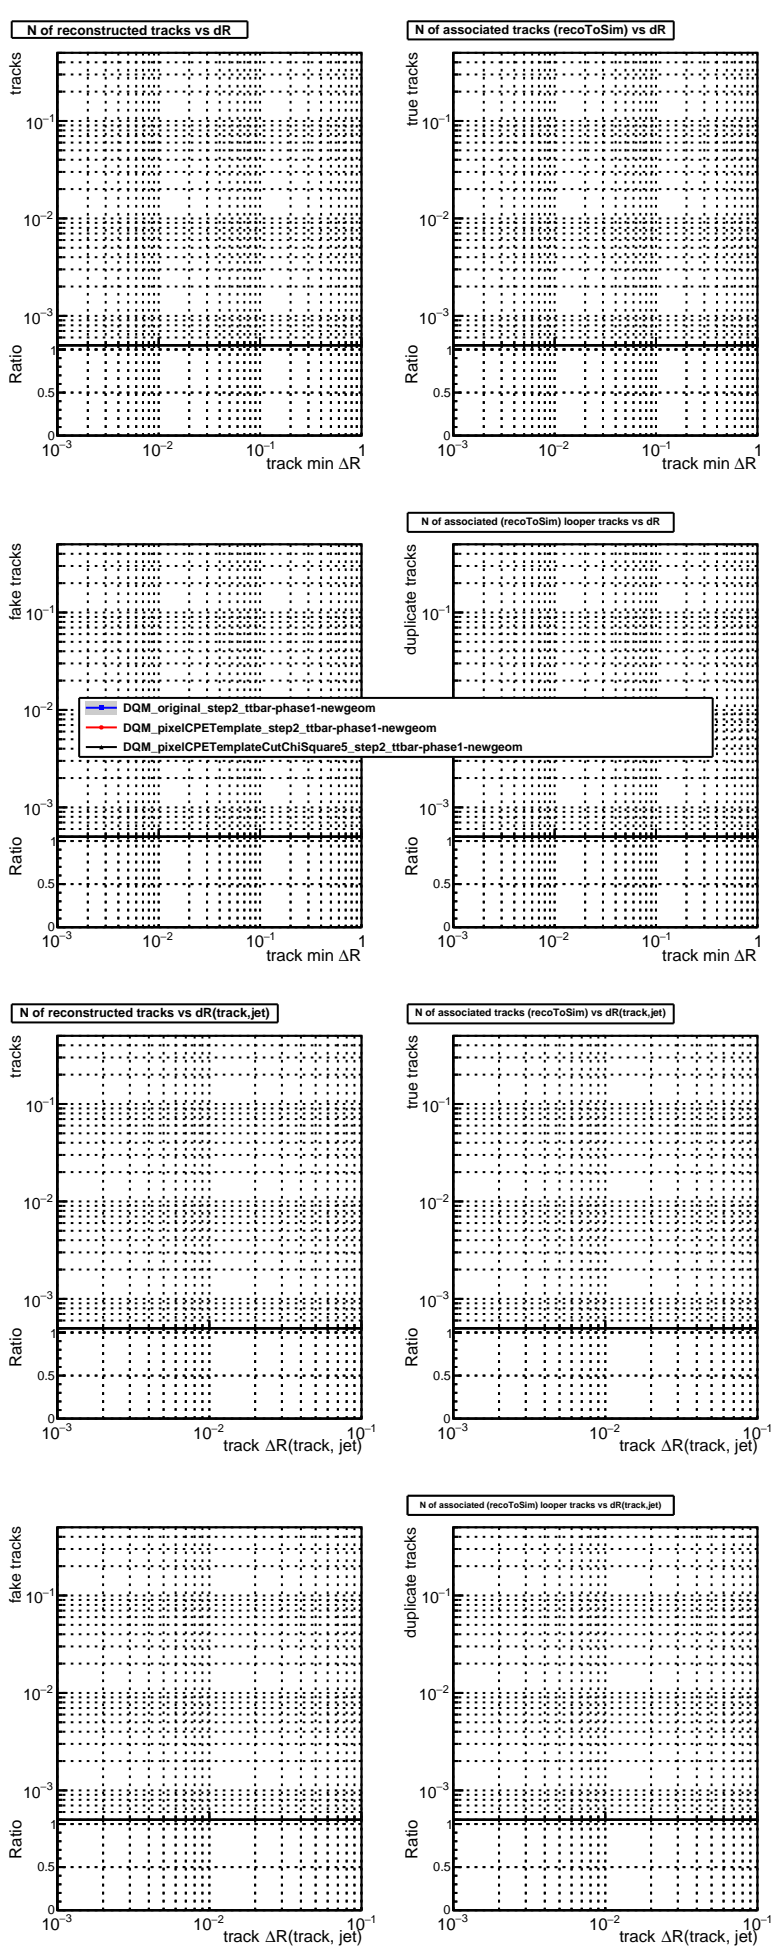 N of reconstructed tracks vs dR
tracks
10⁻¹
10⁻²
10⁻³
Ratio
1
0.5
0
10⁻³ 10⁻² 10⁻¹ 1
track min ΔR
N of associated tracks (recoToSim) vs dR
true tracks
10⁻¹
10⁻²
10⁻³
Ratio
1
0.5
0
10⁻³ 10⁻² 10⁻¹ 1
track min ΔR
fake tracks
10⁻¹
10⁻²
10⁻³
Ratio
1
0.5
0
10⁻³ 10⁻² 10⁻¹ 1
track min ΔR
N of associated (recoToSim) looper tracks vs dR
duplicate tracks
10⁻¹
10⁻²
10⁻³
Ratio
1
0.5
0
10⁻³ 10⁻² 10⁻¹ 1
track min ΔR
DQM_original_step2_ttbar-phase1-newgeom
DQM_pixelCPETemplate_step2_ttbar-phase1-newgeom
DQM_pixelCPETemplateCutChiSquare5_step2_ttbar-phase1-newgeom
N of reconstructed tracks vs dR(track,jet)
tracks
10⁻¹
10⁻²
10⁻³
Ratio
1
0.5
0
10⁻³ 10⁻² 10⁻¹
track ΔR(track, jet)
N of associated tracks (recoToSim) vs dR(track,jet)
true tracks
10⁻¹
10⁻²
10⁻³
Ratio
1
0.5
0
10⁻³ 10⁻² 10⁻¹
track ΔR(track, jet)
fake tracks
10⁻¹
10⁻²
10⁻³
Ratio
1
0.5
0
10⁻³ 10⁻² 10⁻¹
track ΔR(track, jet)
N of associated (recoToSim) looper tracks vs dR(track,jet)
duplicate tracks
10⁻¹
10⁻²
10⁻³
Ratio
1
0.5
0
10⁻³ 10⁻² 10⁻¹
track ΔR(track, jet)